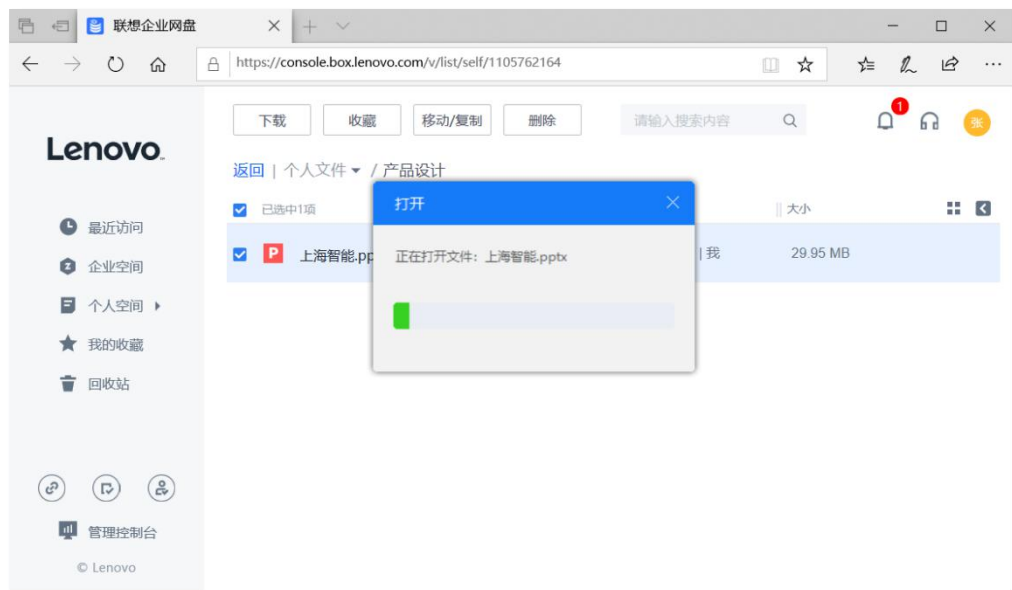 联想企业网盘
https://console.box.lenovo.com/v/list/self/1105762164
Lenovo.
下载 收藏 移动/复制 删除 请输入搜索内容 1 张
返回 | 个人文件 / 产品设计
已选中1项 大小
上海智能.pp | 我 29.95 MB
打开
正在打开文件: 上海智能.pptx
最近访问
企业空间
个人空间
我的收藏
回收站
管理控制台
© Lenovo